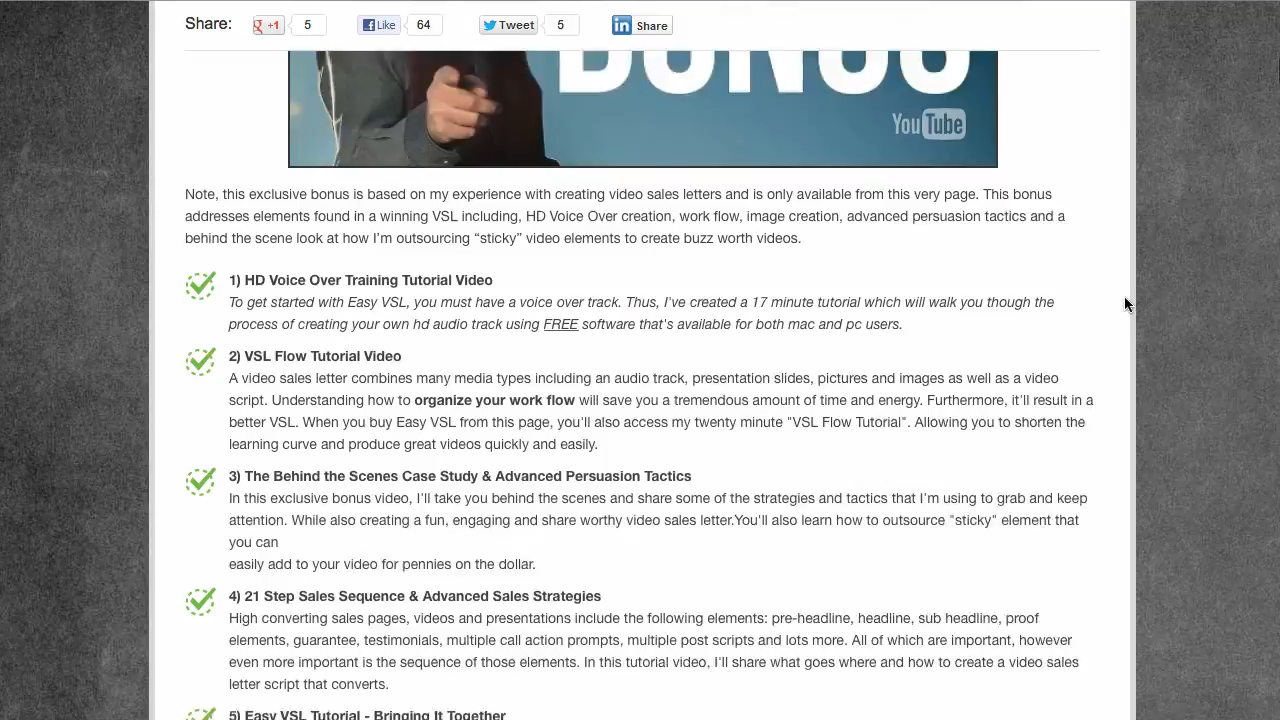 Share: g +1 5 Like 64 Tweet 5 in Share
BONUS
YouTube
Note, this exclusive bonus is based on my experience with creating video sales letters and is only available from this very page. This bonus
addresses elements found in a winning VSL including, HD Voice Over creation, work flow, image creation, advanced persuasion tactics and a
behind the scene look at how I'm outsourcing “sticky” video elements to create buzz worth videos.
1) HD Voice Over Training Tutorial Video
To get started with Easy VSL, you must have a voice over track. Thus, I've created a 17 minute tutorial which will walk you though the
process of creating your own hd audio track using FREE software that's available for both mac and pc users.
2) VSL Flow Tutorial Video
A video sales letter combines many media types including an audio track, presentation slides, pictures and images as well as a video
script. Understanding how to organize your work flow will save you a tremendous amount of time and energy. Furthermore, it'll result in a
better VSL. When you buy Easy VSL from this page, you'll also access my twenty minute "VSL Flow Tutorial". Allowing you to shorten the
learning curve and produce great videos quickly and easily.
3) The Behind the Scenes Case Study & Advanced Persuasion Tactics
In this exclusive bonus video, I'll take you behind the scenes and share some of the strategies and tactics that I'm using to grab and keep
attention. While also creating a fun, engaging and share worthy video sales letter.You'll also learn how to outsource "sticky" element that
you can
easily add to your video for pennies on the dollar.
4) 21 Step Sales Sequence & Advanced Sales Strategies
High converting sales pages, videos and presentations include the following elements: pre-headline, headline, sub headline, proof
elements, guarantee, testimonials, multiple call action prompts, multiple post scripts and lots more. All of which are important, however
even more important is the sequence of those elements. In this tutorial video, I'll share what goes where and how to create a video sales
letter script that converts.
5) Easy VSL Tutorial - Bringing It Together